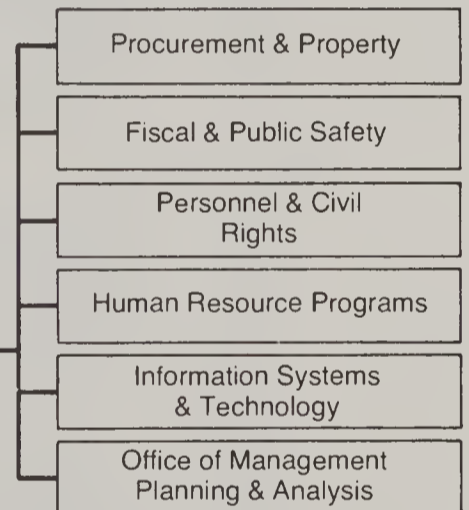 Procurement & Property
Fiscal & Public Safety
Personnel & Civil
Rights
Human Resource Programs
Information Systems
& Technology
Office of Management
Planning & Analysis